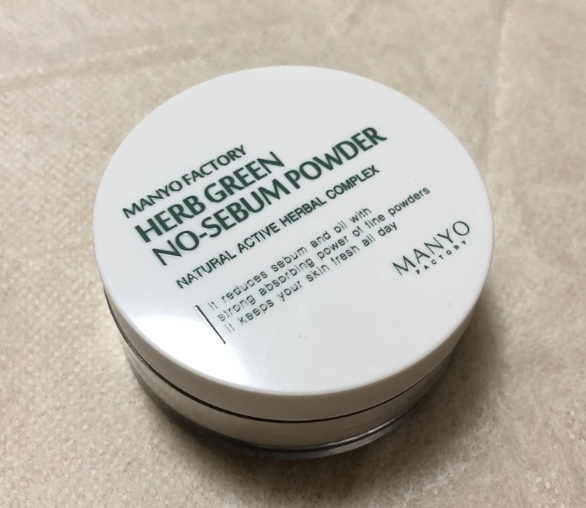 MANYO FACTORY
HERB GREEN
NO-SEBUM POWDER
NATURAL ACTIVE HERBAL COMPLEX
It reduces sebum and oil with
strong absorbing power of fine powders
it keeps your skin fresh all day
MANYO
FACTORY